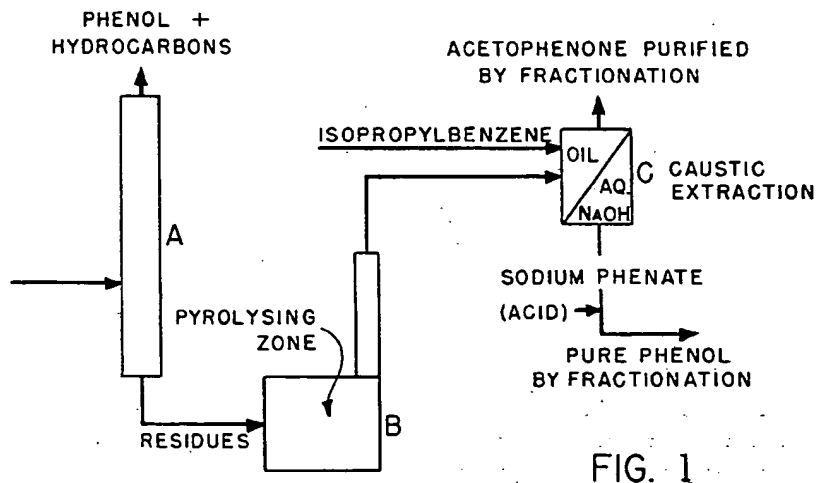 PHENOL +
HYDROCARBONS
A
RESIDUES
PYROLYSING
ZONE
B
ISOPROPYLBENZENE
ACETOPHENONE PURIFIED
BY FRACTIONATION
OIL
AQ.
NAOH
C
CAUSTIC
EXTRACTION
SODIUM PHENATE
(ACID)
PURE PHENOL
BY FRACTIONATION
FIG. 1